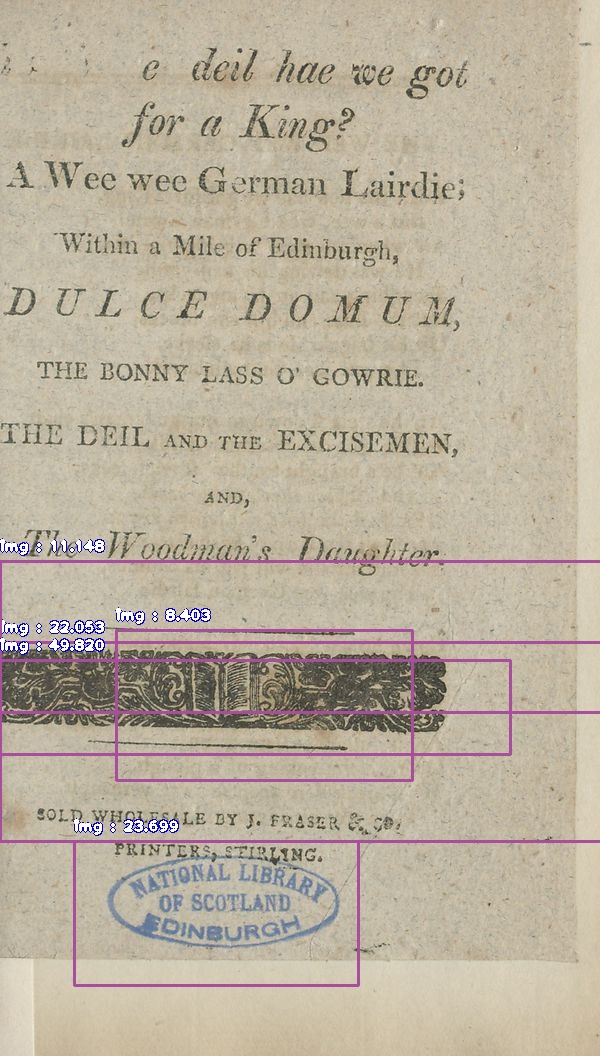 e deil hae we got
for a King?
A Wee wee German Lairdie;
Within a Mile of Edinburgh,
DULCE DOMUM,
THE BONNY LASS O' GOWRIE.
THE DEIL AND THE EXCISEMEN,
AND,
The Woodman's Daughter.
img : 11.148
img : 8.403
img : 22.053
img : 49.820
SOLD WHOLESALE BY J. FRASER & CO.
img : 23.699
PRINTERS, STIRLING.
NATIONAL LIBRARY
OF SCOTLAND
EDINBURGH